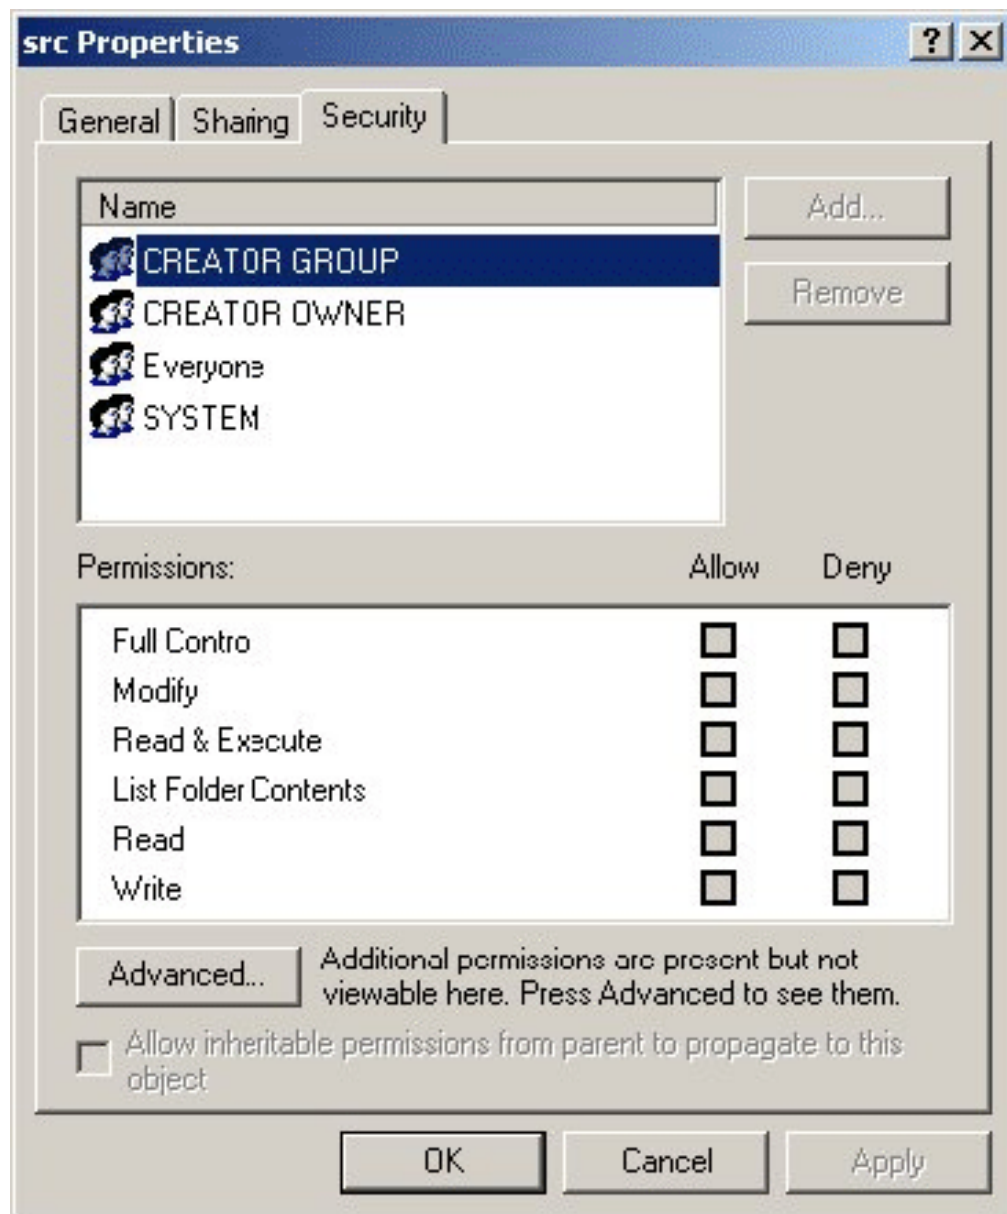 src Properties
? X
General Sharing Security
Name
Add...
CREATOR GROUP
Remove
CREATOR OWNER
Everyone
SYSTEM
Permissions: Allow Deny
Full Contro
Modify
Read & Execute
List Folder Contents
Read
Write
Advanced...
Additional permissions are present but not
viewable here. Press Advanced to see them.
Allow inheritable permissions from parent to propagate to this
object
OK Cancel Apply